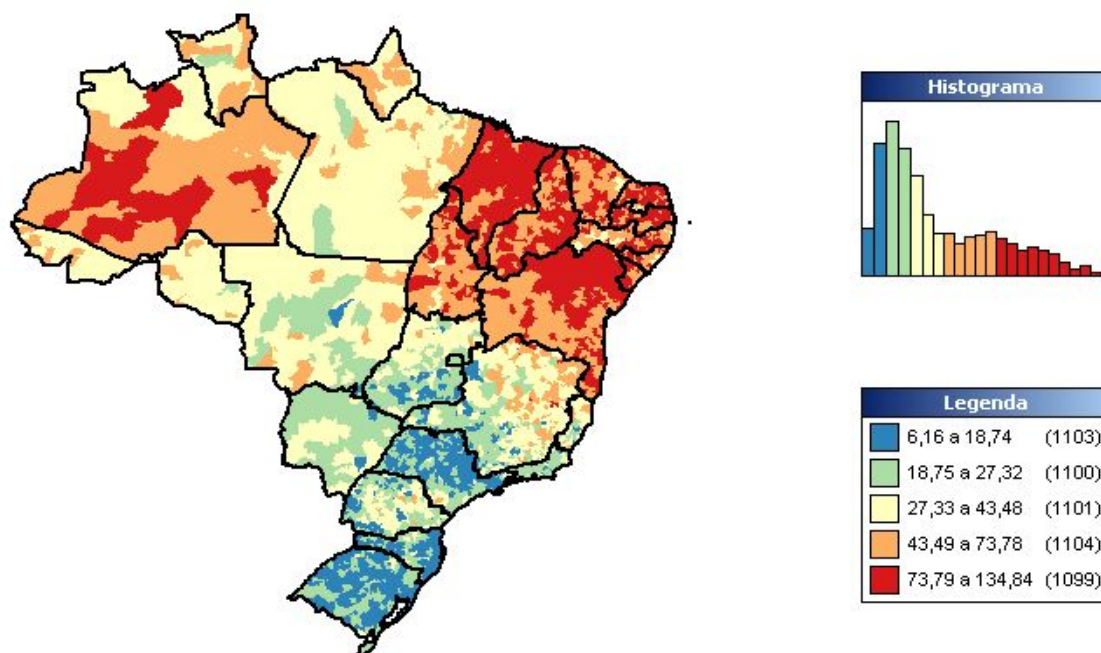 Histograma
Legenda
6,16 a 18,74 (1103)
18,75 a 27,32 (1100)
27,33 a 43,48 (1101)
43,49 a 73,78 (1104)
73,79 a 134,84 (1099)